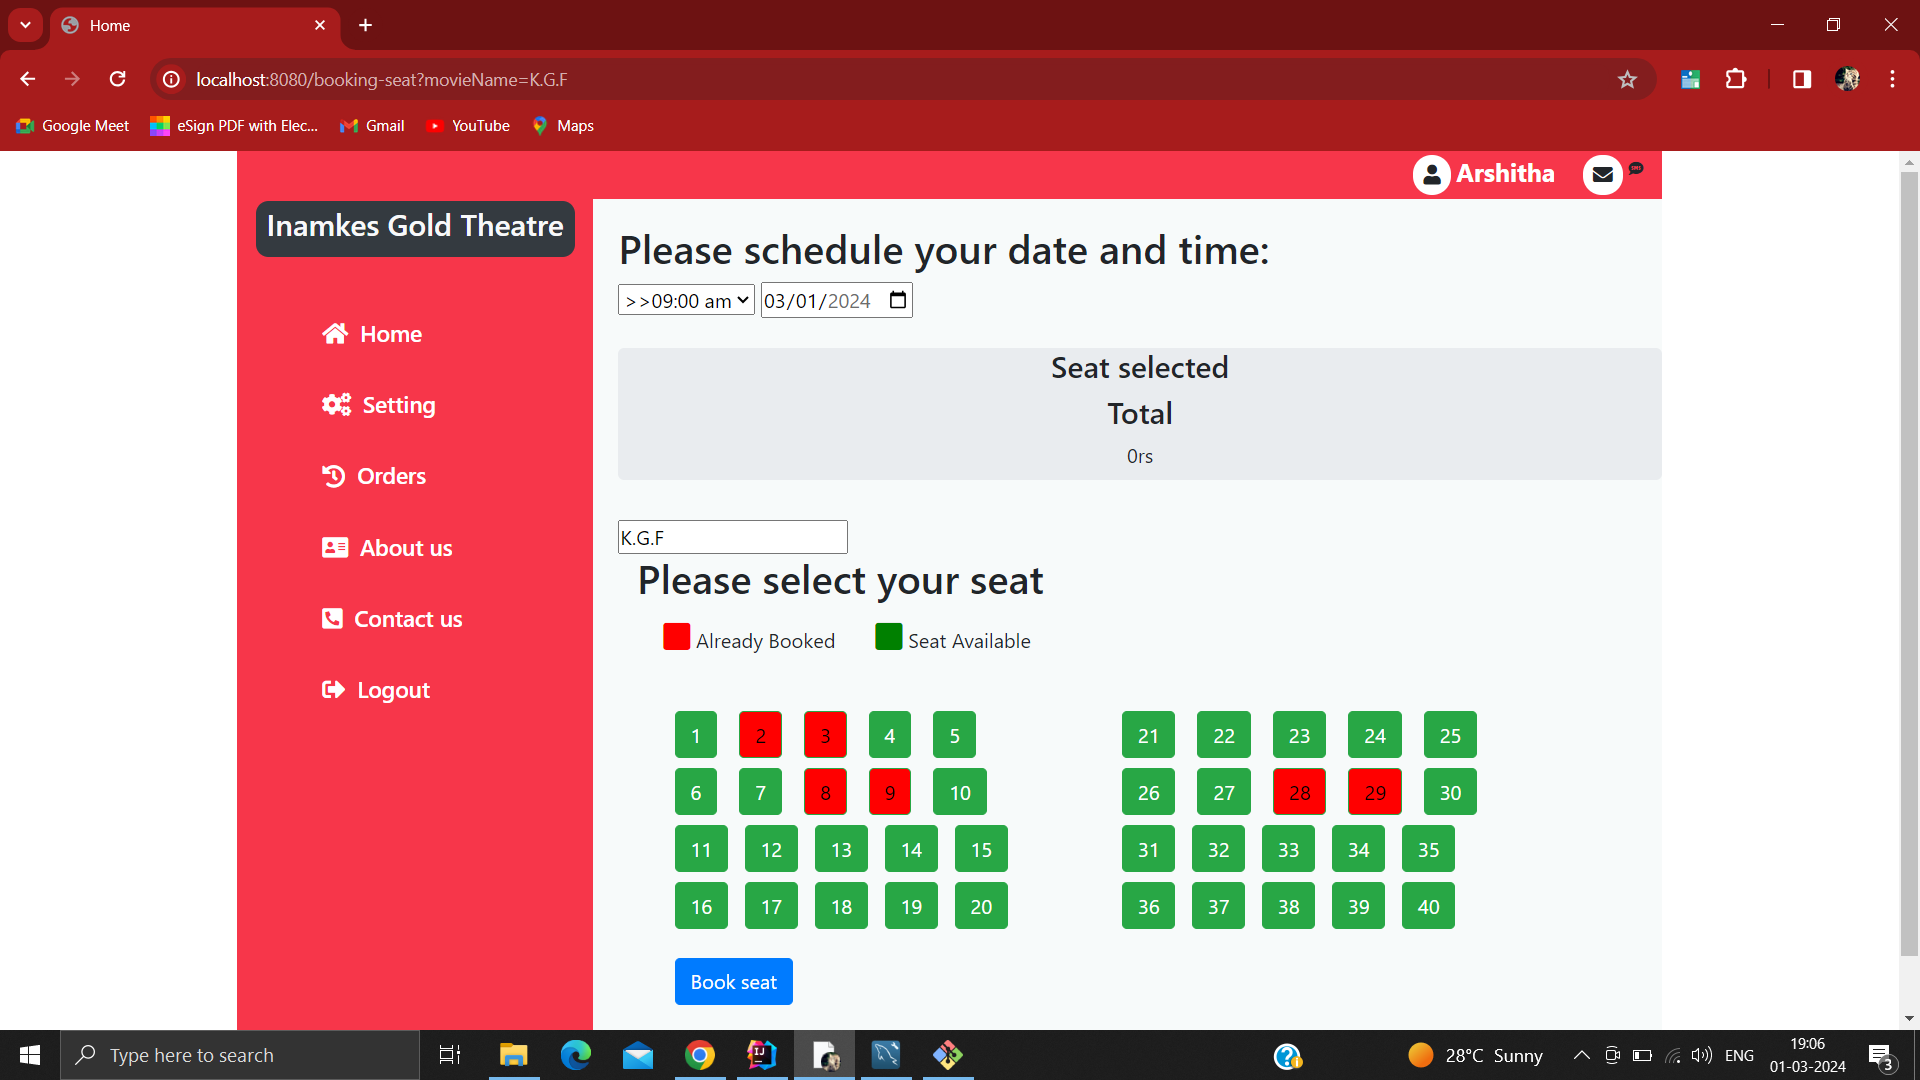 Home
localhost:8080/booking-seat?movieName=K.G.F
Google Meet eSign PDF with Elec... Gmail YouTube Maps
Arshitha
Inamkes Gold Theatre
Home
Setting
Orders
About us
Contact us
Logout
Please schedule your date and time:
>>09:00 am 03/01/2024
Seat selected
Total
0rs
K.G.F
Please select your seat
Already Booked Seat Available
1 2 3 4 5 21 22 23 24 25
6 7 8 9 10 26 27 28 29 30
11 12 13 14 15 31 32 33 34 35
16 17 18 19 20 36 37 38 39 40
Book seat
Type here to search
28°C Sunny
ENG
19:06
01-03-2024
3